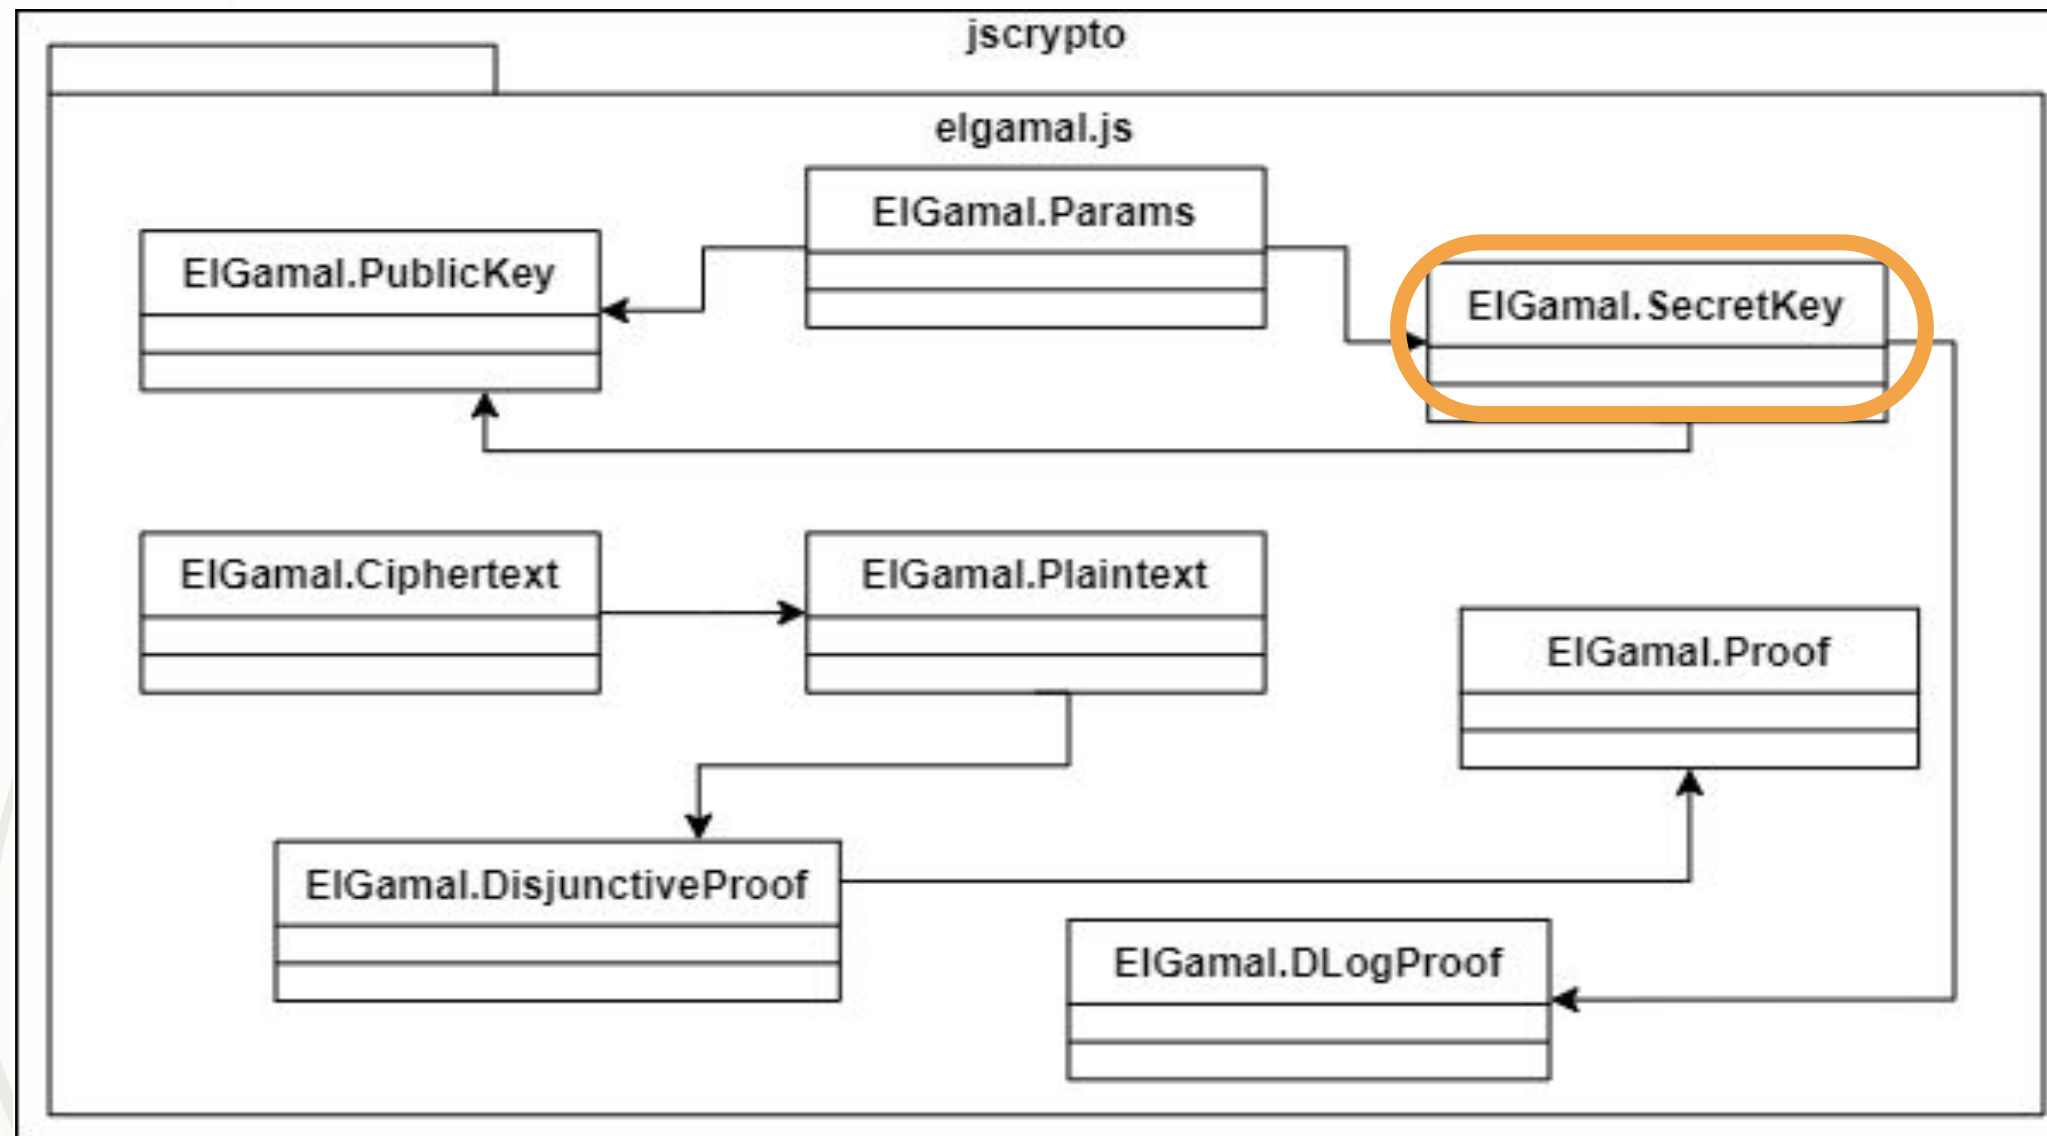 jscrypto
elgamal.js
ElGamal.Params
ElGamal.PublicKey
ElGamal.SecretKey
ElGamal.Ciphertext
ElGamal.Plaintext
ElGamal.Proof
ElGamal.DisjunctiveProof
ElGamal.DLogProof